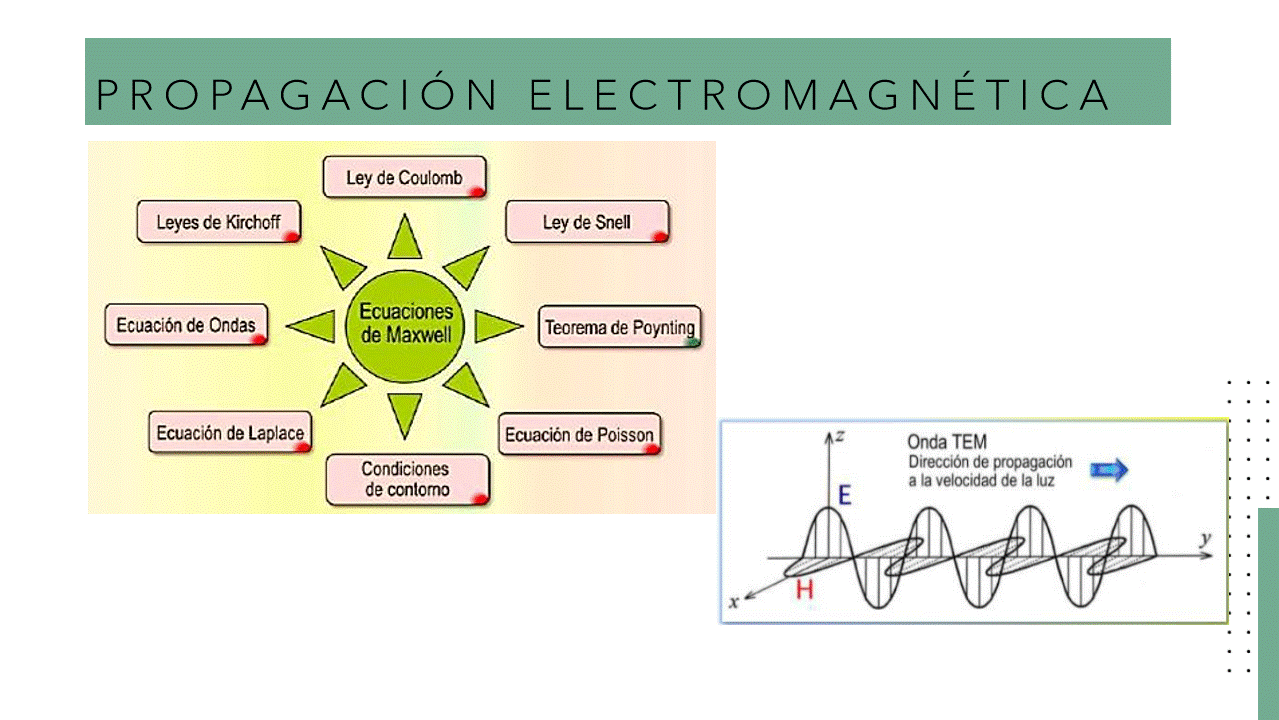 PROPAGACIÓN ELECTROMAGNÉTICA
Ley de Coulomb
Leyes de Kirchoff
Ley de Snell
Ecuaciones
de Maxwell
Ecuación de Ondas
Teorema de Poynting
Ecuación de Laplace
Ecuación de Poisson
Condiciones
de contorno
z
Onda TEM
Dirección de propagación
a la velocidad de la luz
E
y
x
H